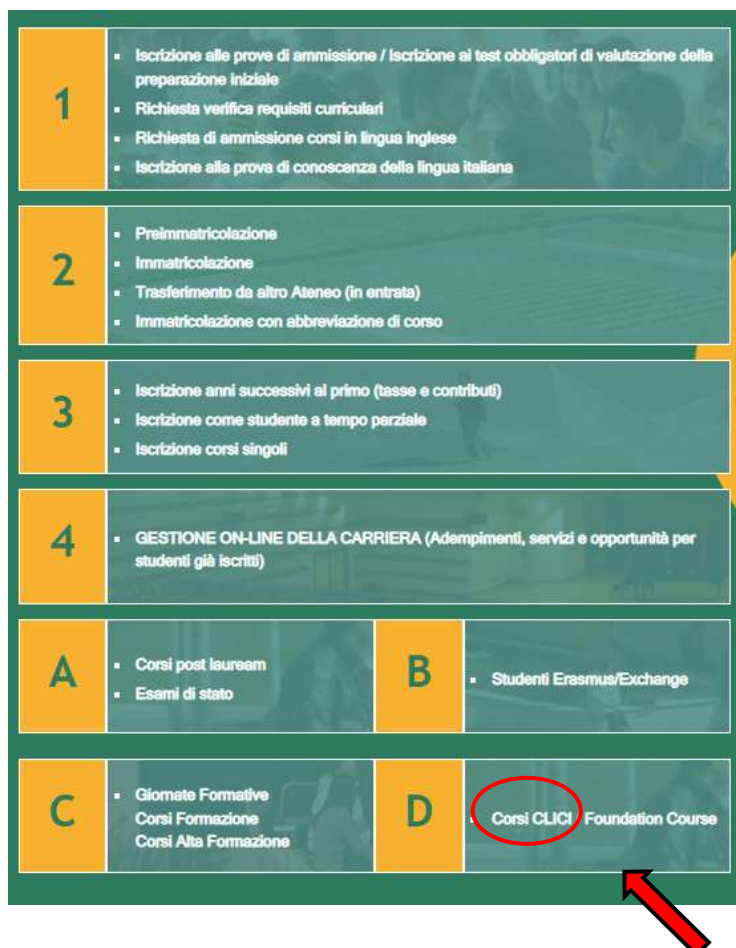 1
▪ Iscrizione alle prove di ammissione / Iscrizione ai test obbligatori di valutazione della
preparazione iniziale
▪ Richiesta verifica requisiti curriculari
▪ Richiesta di ammissione corsi in lingua inglese
▪ Iscrizione alla prova di conoscenza della lingua italiana
2
▪ Preimmatricolazione
▪ Immatricolazione
▪ Trasferimento da altro Ateneo (in entrata)
▪ Immatricolazione con abbreviazione di corso
3
▪ Iscrizione anni successivi al primo (tasse e contributi)
▪ Iscrizione come studente a tempo parziale
▪ Iscrizione corsi singoli
4
▪ GESTIONE ON-LINE DELLA CARRIERA (Adempimenti, servizi e opportunità per
studenti già iscritti)
A
▪ Corsi post lauream
▪ Esami di stato
B
▪ Studenti Erasmus/Exchange
C
▪ Giornate Formative
Corsi Formazione
Corsi Alta Formazione
D
▪ Corsi CLICI Foundation Course